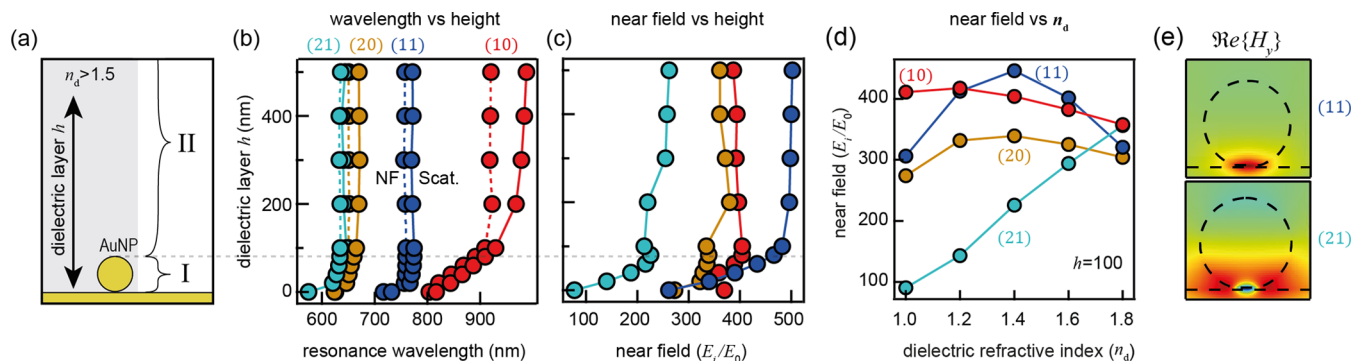 wavelength vs height
near field vs height
near field vs n_d
(a)
n_d>1.5
dielectric layer h
II
AuNP
I
(b)
(21) (20) (11) (10)
dielectric layer h (nm)
400
200
0
NF
Scat.
600 700 800 900
resonance wavelength (nm)
(c)
100 200 300 400 500
near field (E_i/E_0)
(d)
near field (E_i/E_0)
400
300
200
100
(10)
(11)
(20)
(21)
h=100
1.0 1.2 1.4 1.6 1.8
dielectric refractive index (n_d)
(e)
ℜe{H_y}
(11)
(21)